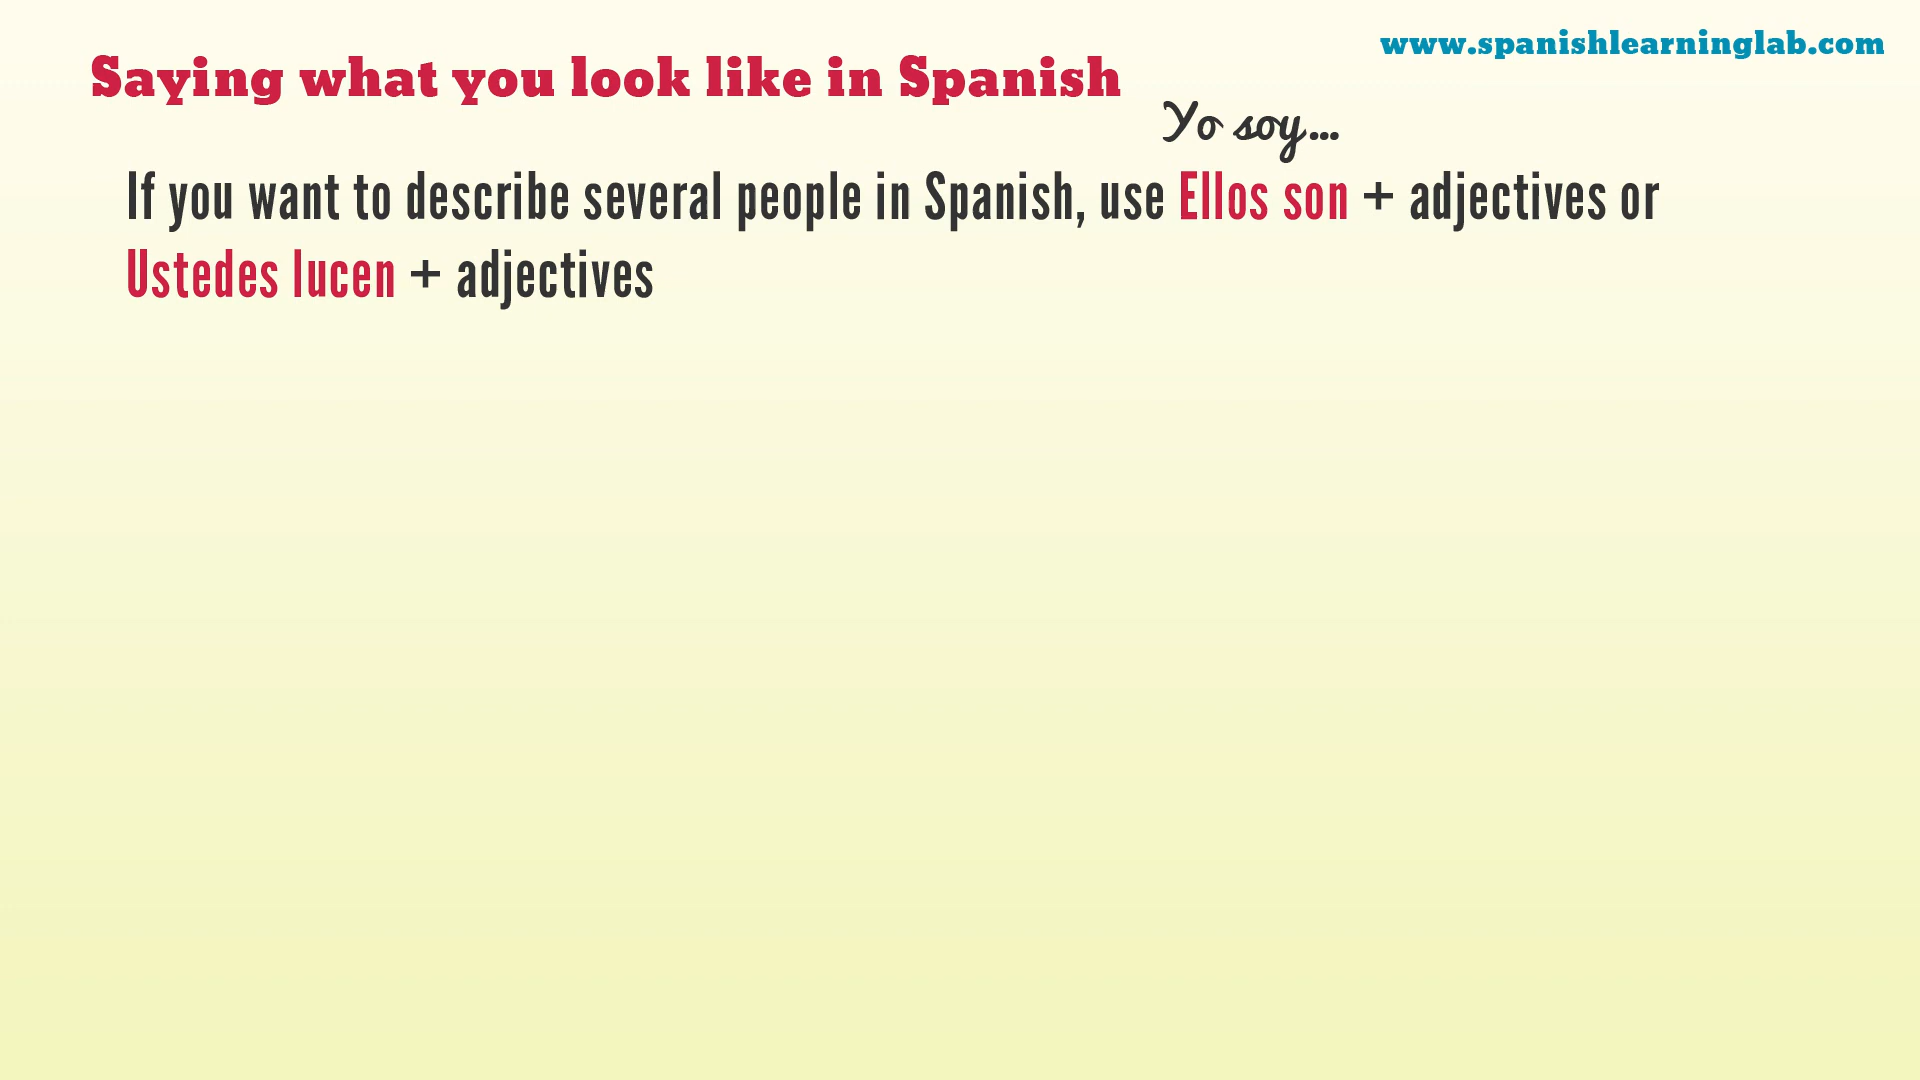 www.spanishlearninglab.com
Saying what you look like in Spanish
Yo soy...
If you want to describe several people in Spanish, use Ellos son + adjectives or
Ustedes lucen + adjectives